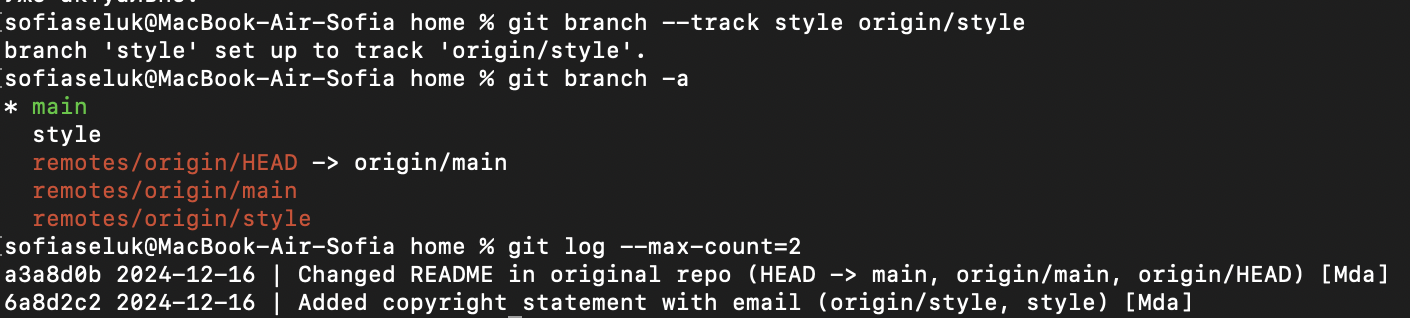 [sofiaseluk@MacBook-Air-Sofia home % git branch --track style origin/style
branch 'style' set up to track 'origin/style'.
[sofiaseluk@MacBook-Air-Sofia home % git branch -a
* main
style
remotes/origin/HEAD -> origin/main
remotes/origin/main
remotes/origin/style
[sofiaseluk@MacBook-Air-Sofia home % git log --max-count=2
a3a8d0b 2024-12-16 | Changed README in original repo (HEAD -> main, origin/main, origin/HEAD) [Mda]
6a8d2c2 2024-12-16 | Added copyright statement with email (origin/style, style) [Mda]